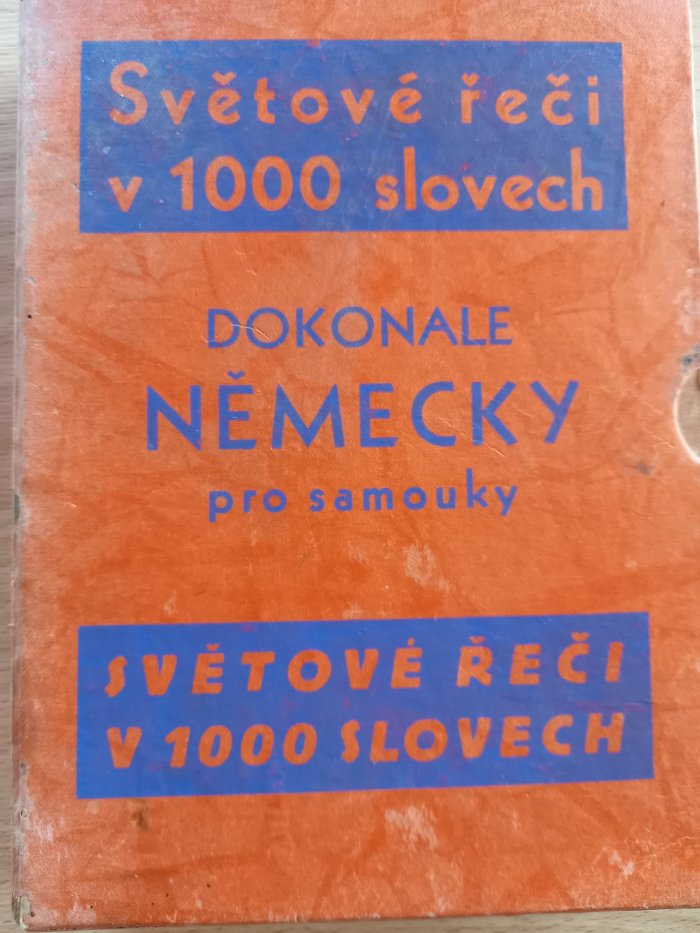 Světové řeči
v 1000 slovech
DOKONALE
NĚMECKY
pro samouky
SVĚTOVÉ ŘEČI
V 1000 SLOVECH